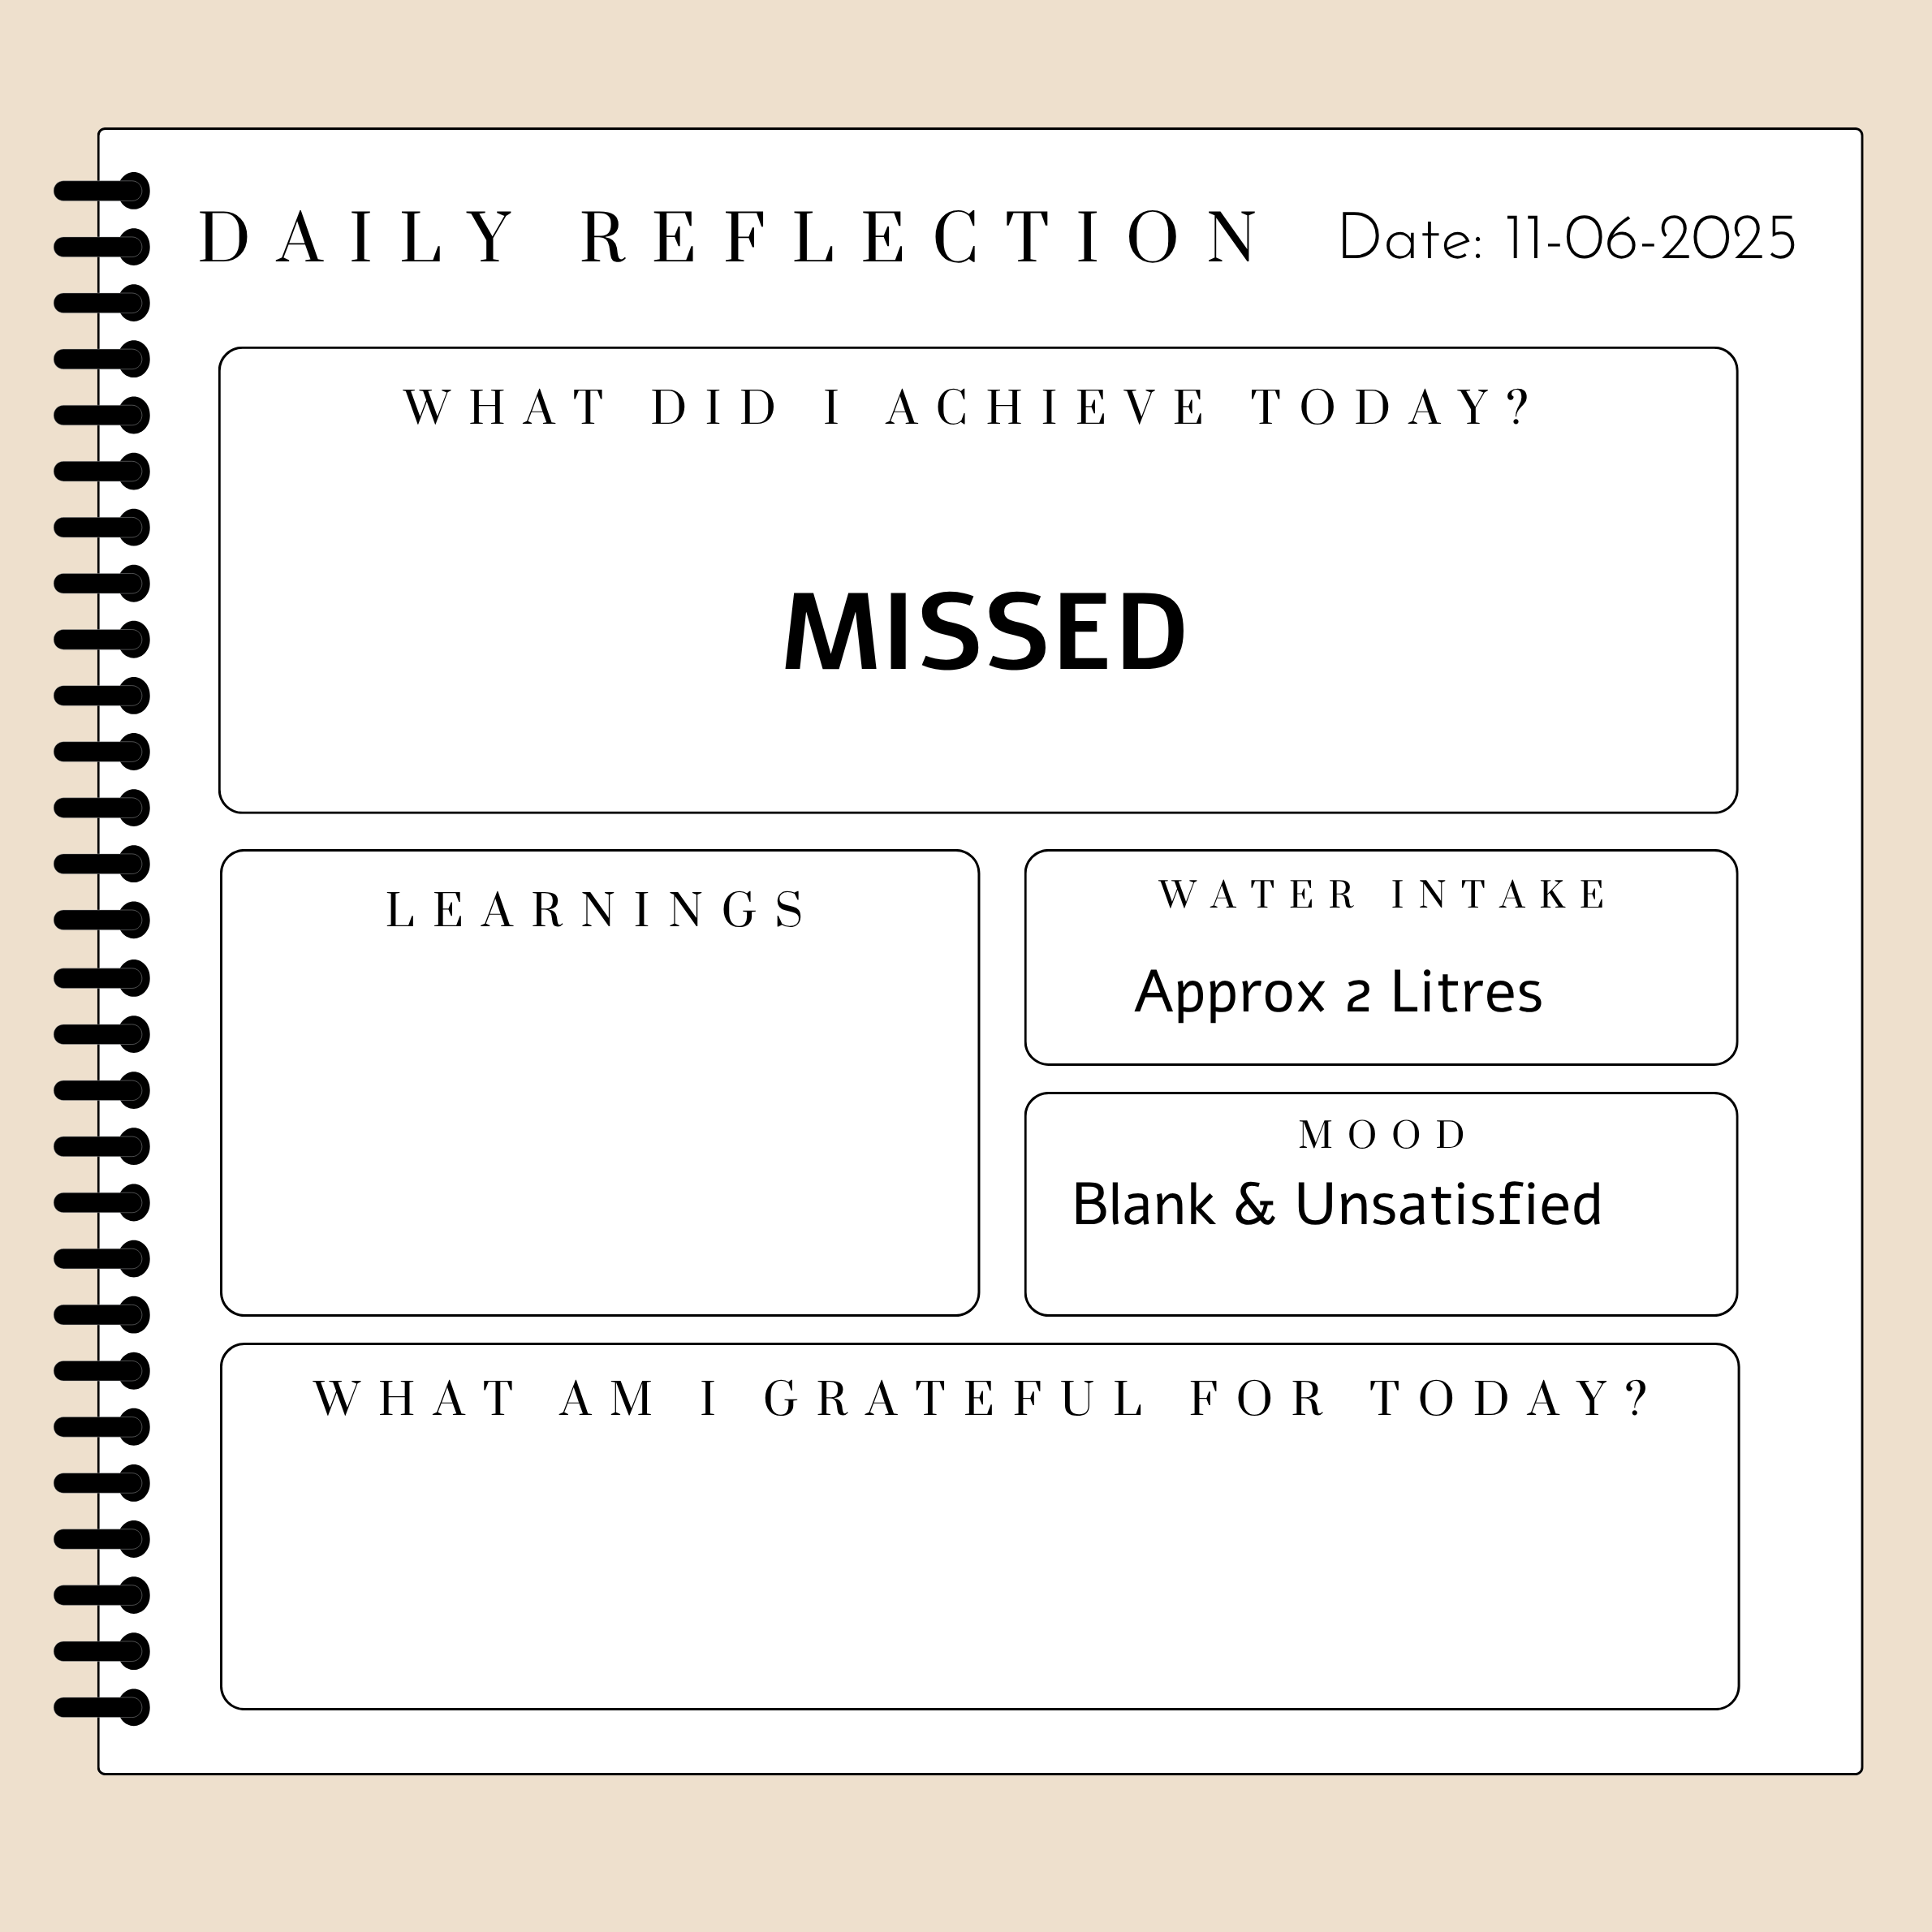 DAILY REFLECTION Date: 11-06-2025
WHAT DID I ACHIEVE TODAY?
MISSED
LEARNINGS
WATER INTAKE
Approx 2 Litres
MOOD
Blank & Unsatisfied
WHAT AM I GRATEFUL FOR TODAY?